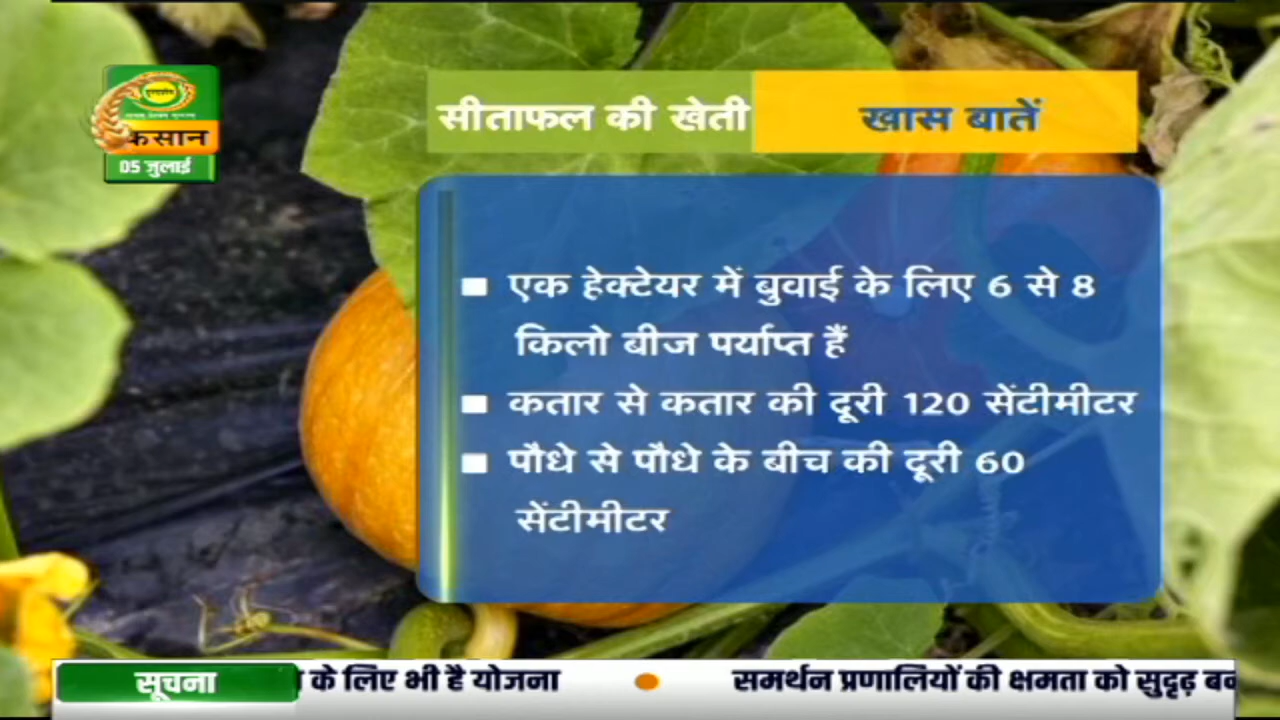 सीताफल की खेती
खास बातें
किसान
05 जुलाई
■ एक हेक्टेयर में बुवाई के लिए 6 से 8
किलो बीज पर्याप्त हैं
■ कतार से कतार की दूरी 120 सेंटीमीटर
■ पौधे से पौधे के बीच की दूरी 60
सेंटीमीटर
सूचना
के लिए भी है योजना
समर्थन प्रणालियों की क्षमता को सुदृढ़